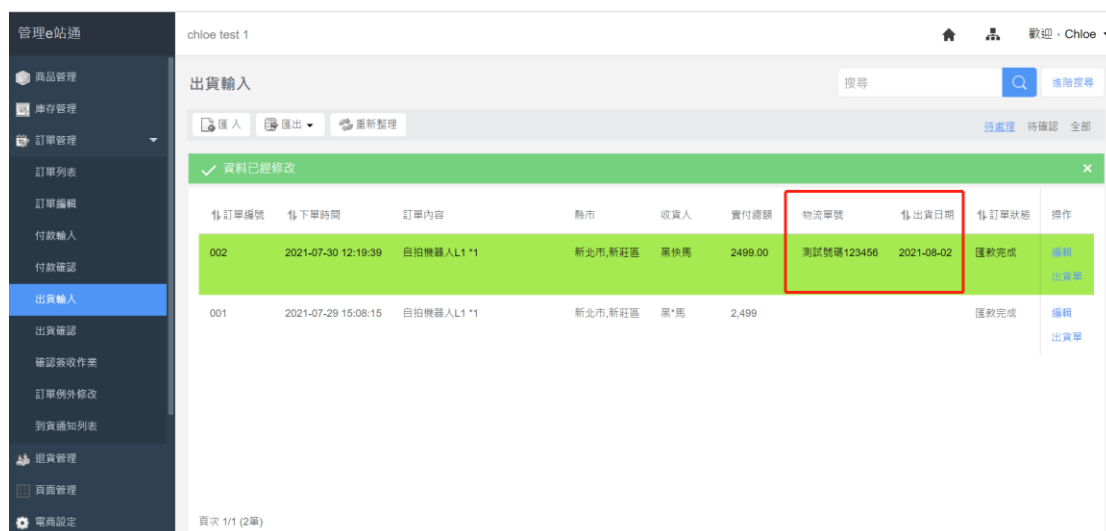 管理e站通
chloe test 1
歡迎，Chloe
商品管理
庫存管理
訂單管理
訂單列表
訂單編輯
付款輸入
付款確認
出貨輸入
出貨確認
確認簽收作業
訂單例外修改
到貨通知列表
退貨管理
頁面管理
電商設定
出貨輸入
搜尋
進階搜尋
匯入 匯出 重新整理
待處理 待確認 全部
資料已經修改
訂單編號 下單時間 訂單內容 縣市 收貨人 實付總額 物流單號 出貨日期 訂單狀態 操作
002 2021-07-30 12:19:39 自拍機器人L1 *1 新北市,新莊區 黑快馬 2499.00 測試號碼123456 2021-08-02 匯款完成 編輯
出貨單
001 2021-07-29 15:08:15 自拍機器人L1 *1 新北市,新莊區 黑*馬 2,499 匯款完成 編輯
出貨單
頁次 1/1 (2筆)